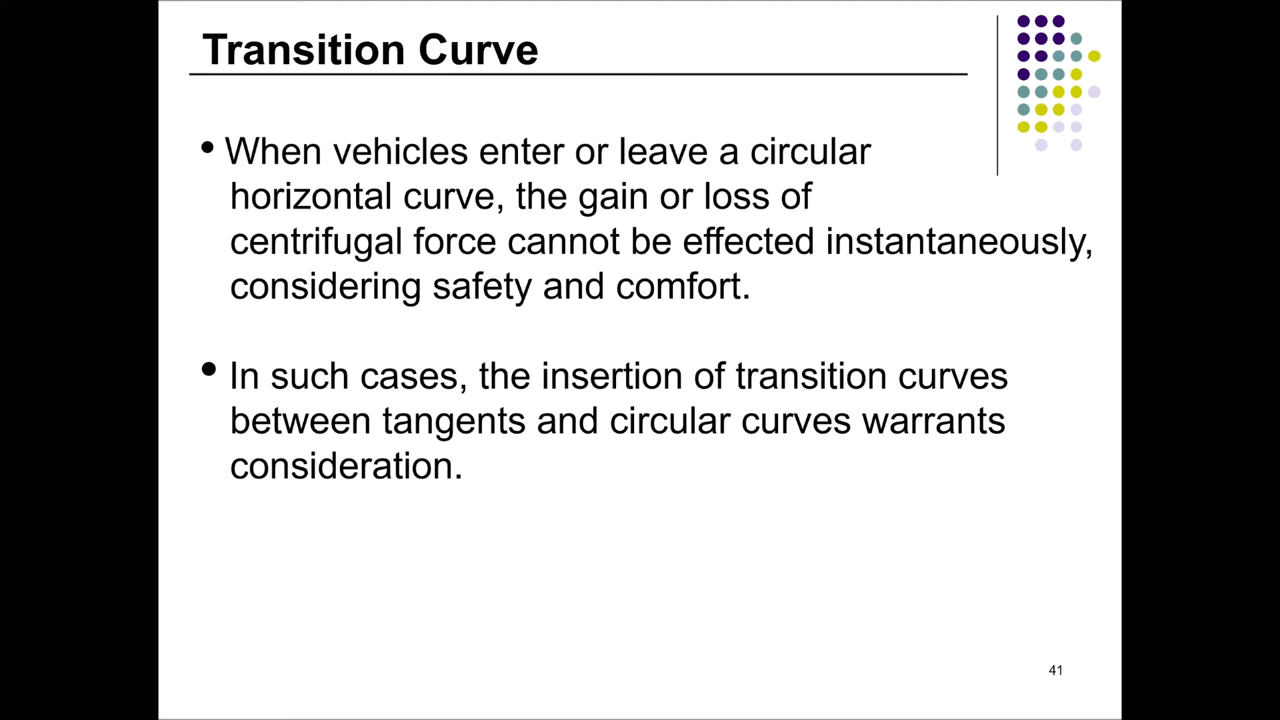 Transition Curve
• When vehicles enter or leave a circular
horizontal curve, the gain or loss of
centrifugal force cannot be effected instantaneously,
considering safety and comfort.
• In such cases, the insertion of transition curves
between tangents and circular curves warrants
consideration.
41